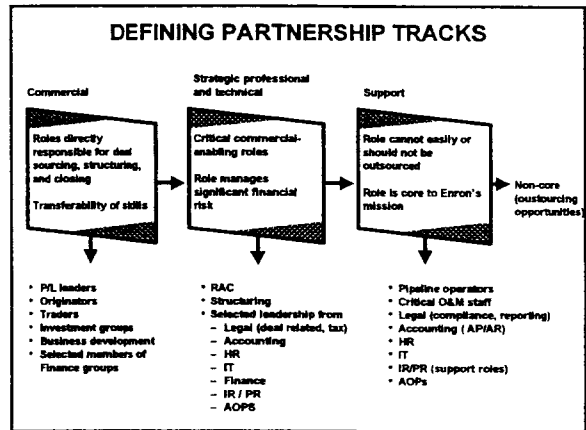 DEFINING PARTNERSHIP TRACKS
Commercial
Roles directly
responsible for deal
sourcing, structuring,
and closing
Transferability of skills
• P/L leaders
• Originators
• Traders
• Investment groups
• Business development
• Selected members of
Finance groups
Strategic professional
and technical
Critical commercial-
enabling roles
Role manages
significant financial
risk
• RAC
• Structuring
• Selected leadership from
– Legal (deal related, tax)
– Accounting
– HR
– IT
– Finance
– IR / PR
– AOPS
Support
Role cannot easily or
should not be
outsourced
Role is core to Enron's
mission
• Pipeline operators
• Critical O&M staff
• Legal (compliance, reporting)
• Accounting ( AP/AR)
• HR
• IT
• IR/PR (support roles)
• AOPs
Non-core
(oustsourcing
opportunities)